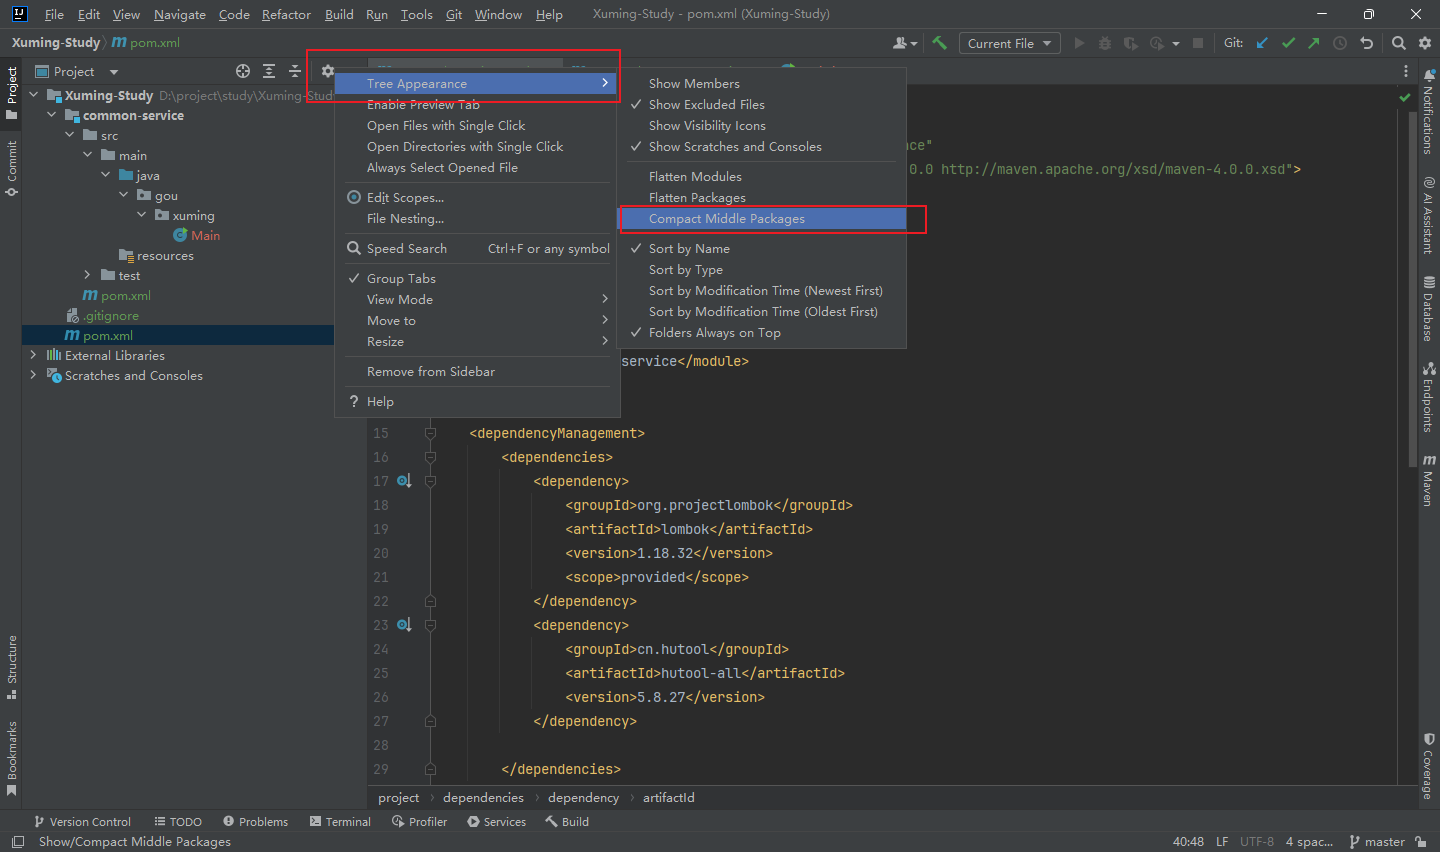 File Edit View Navigate Code Refactor Build Run Tools Git Window Help Xuming-Study - pom.xml (Xuming-Study)
Xuming-Study pom.xml Current File Git:
Project
Xuming-Study D:\project\study\Xuming-Stud
common-service
src
main
java
gou
xuming
Main
resources
test
pom.xml
.gitignore
pom.xml
External Libraries
Scratches and Consoles
Tree Appearance
Enable Preview Tab
Open Files with Single Click
Open Directories with Single Click
Always Select Opened File
Edit Scopes...
File Nesting...
Speed Search Ctrl+F or any symbol
Group Tabs
View Mode
Move to
Resize
Remove from Sidebar
? Help
Show Members
Show Excluded Files
Show Visibility Icons
Show Scratches and Consoles
Flatten Modules
Flatten Packages
Compact Middle Packages
Sort by Name
Sort by Type
Sort by Modification Time (Newest First)
Sort by Modification Time (Oldest First)
Folders Always on Top
ce"
0.0 http://maven.apache.org/xsd/maven-4.0.0.xsd">
service</module>
15 <dependencyManagement>
16 <dependencies>
17 <dependency>
18 <groupId>org.projectlombok</groupId>
19 <artifactId>lombok</artifactId>
20 <version>1.18.32</version>
21 <scope>provided</scope>
22 </dependency>
23 <dependency>
24 <groupId>cn.hutool</groupId>
25 <artifactId>hutool-all</artifactId>
26 <version>5.8.27</version>
27 </dependency>
28
29 </dependencies>
project › dependencies › dependency › artifactId
Project
Commit
Structure
Bookmarks
Notifications
AI Assistant
Database
Endpoints
Maven
Coverage
Version Control TODO Problems Terminal Profiler Services Build
Show/Compact Middle Packages 40:48 LF UTF-8 4 spac... master